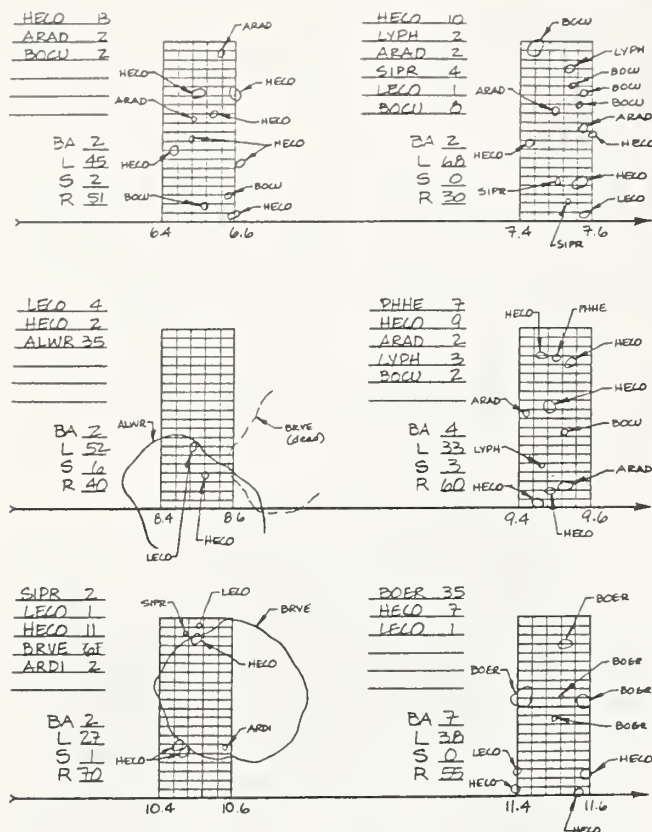 HECO 13
ARAD 2
BOCU 2
BA 2
L 45
S 2
R 51
ARAD
HECO
HECO
ARAD
HECO
HECO
HECO
BOCU
BOCU
HECO
6.4 6.6
HECO 10
LYPH 2
ARAD 2
SIPR 4
LECO 1
BOCU 8
BA 2
L 68
S 0
R 30
BOCU
LYPH
BOCU
BOCU
BOCU
ARAD
ARAD
HECO
HECO
HECO
SIPR
LECO
SIPR
7.4 7.6
LECO 4
HECO 2
ALWR 35
BA 2
L 52
S 6
R 40
ALWR
BRVE
(dead)
LECO
HECO
8.4 8.6
PHHE 7
HECO 9
ARAD 2
LYPH 3
BOCU 2
BA 4
L 33
S 3
R 60
HECO
PHHE
HECO
HECO
ARAD
BOCU
LYPH
ARAD
HECO
HECO
9.4 9.6
SIPR 2
LECO 1
HECO 11
BRVE
ARDI 2
BA 2
L 27
S 1
R 70
SIPR
LECO
BRVE
HECO
ARDI
HECO
10.4 10.6
BOER 35
HECO 7
LECO 1
BA 7
L 38
S 0
R 55
BOER
BOER
BOER
BOER
BOER
LECO
HECO
HECO
HECO
11.4 11.6